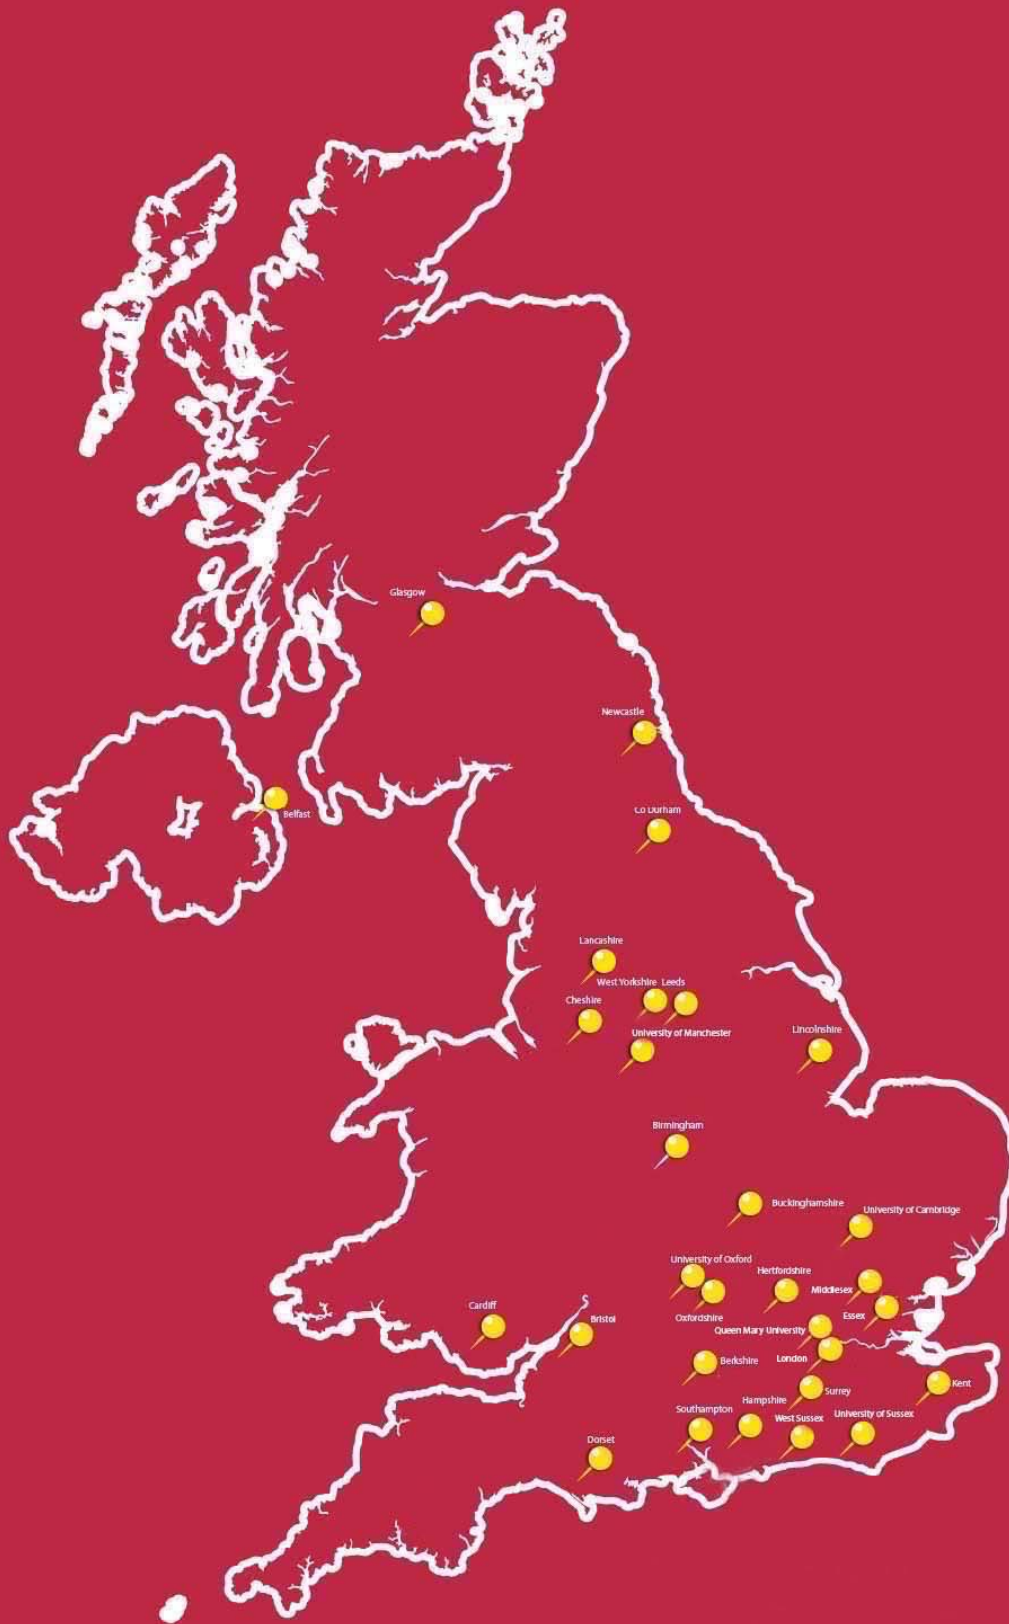 Glasgow
Newcastle
Belfast
Co Durham
Lancashire
West Yorkshire
Leeds
Cheshire
University of Manchester
Lincolnshire
Birmingham
Buckinghamshire
University of Cambridge
University of Oxford
Hertfordshire
Middlesex
Oxfordshire
Essex
Cardiff
Bristol
Queen Mary University
London
Berkshire
Kent
Surrey
Hampshire
Southampton
West Sussex
University of Sussex
Dorset